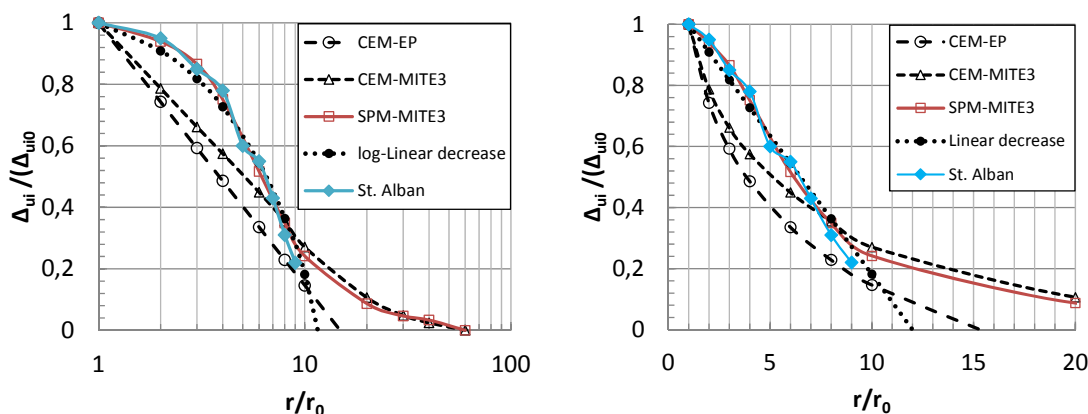 Δui /(Δui0
1
0,8
0,6
0,4
0,2
0
1
10
100
r/r0
CEM-EP
CEM-MITE3
SPM-MITE3
log-Linear decrease
St. Alban
Δui /(Δui0
1
0,8
0,6
0,4
0,2
0
0
5
10
15
20
r/r0
CEM-EP
CEM-MITE3
SPM-MITE3
Linear decrease
St. Alban